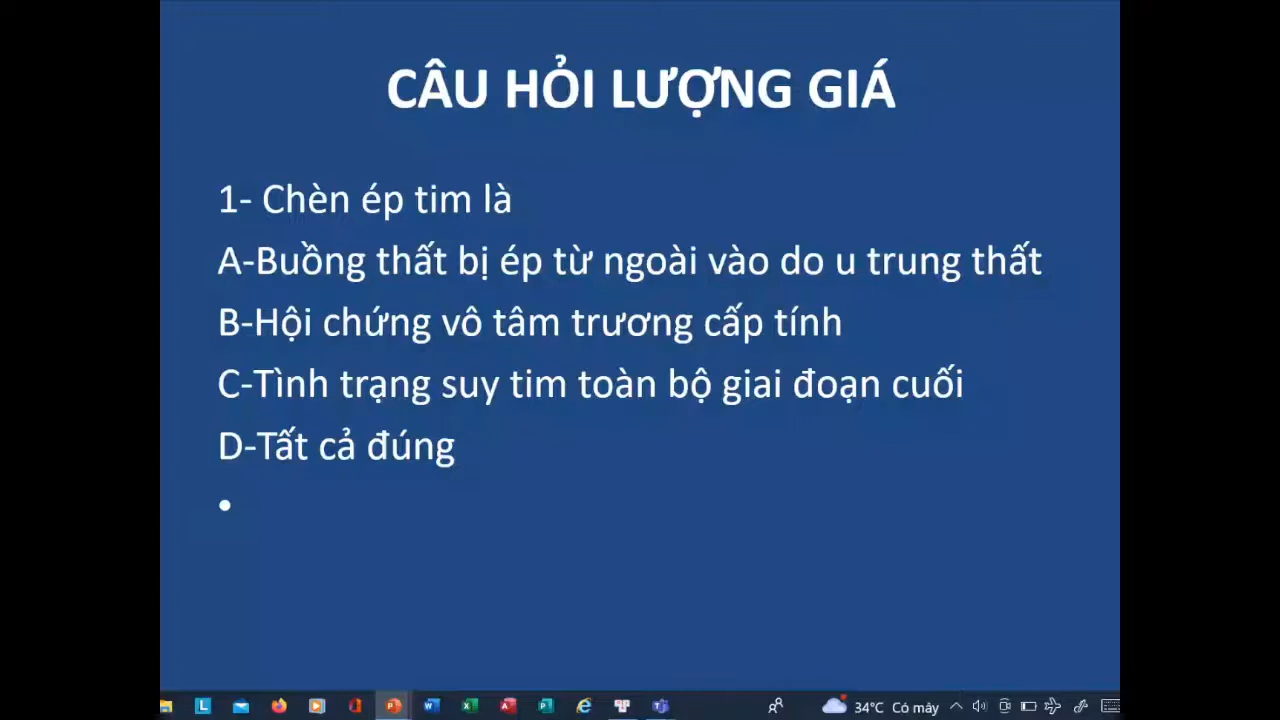 CÂU HỎI LƯỢNG GIÁ
1- Chèn ép tim là
A-Buồng thất bị ép từ ngoài vào do u trung thất
B-Hội chứng vô tâm trương cấp tính
C-Tình trạng suy tim toàn bộ giai đoạn cuối
D-Tất cả đúng
•
34°C Có mây